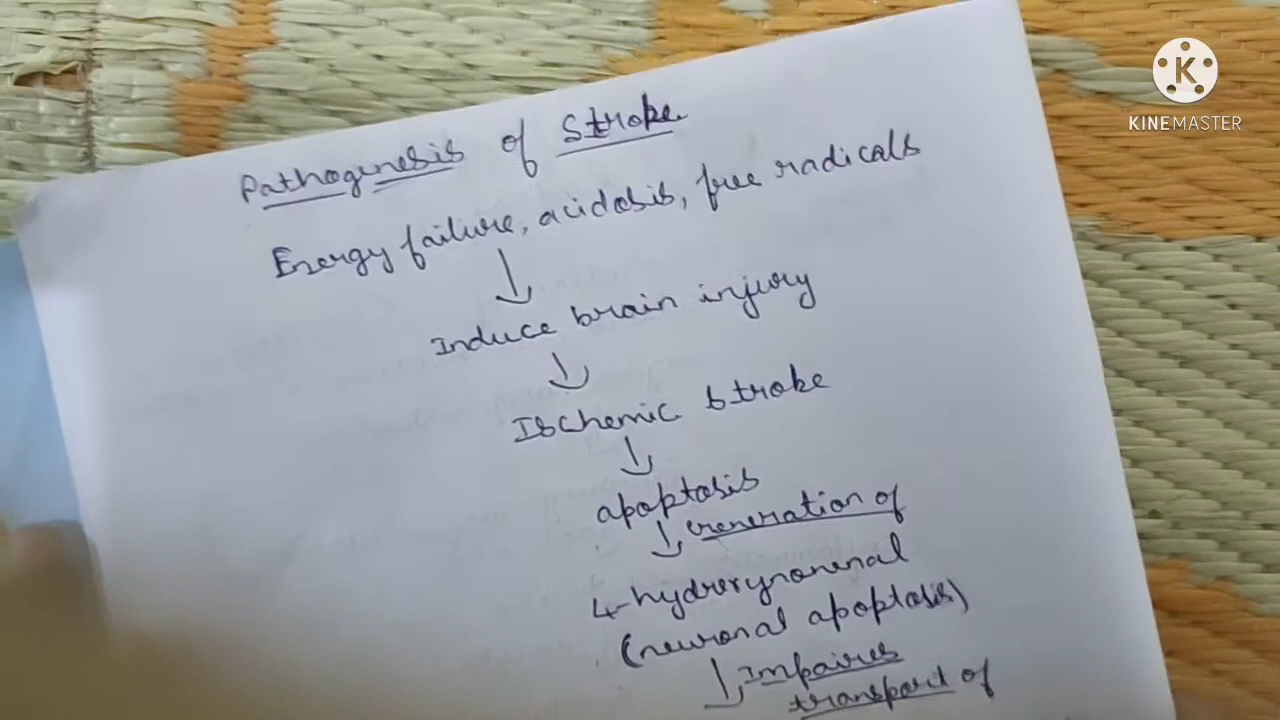 Pathogenesis of Stroke
Energy failure, acidosis, free radicals
Induce brain injury
Ischemic stroke
apoptosis
Generation of
4-hydroxynonenal
(neuronal apoptosis)
Impaires
transport of
K
KINEMASTER